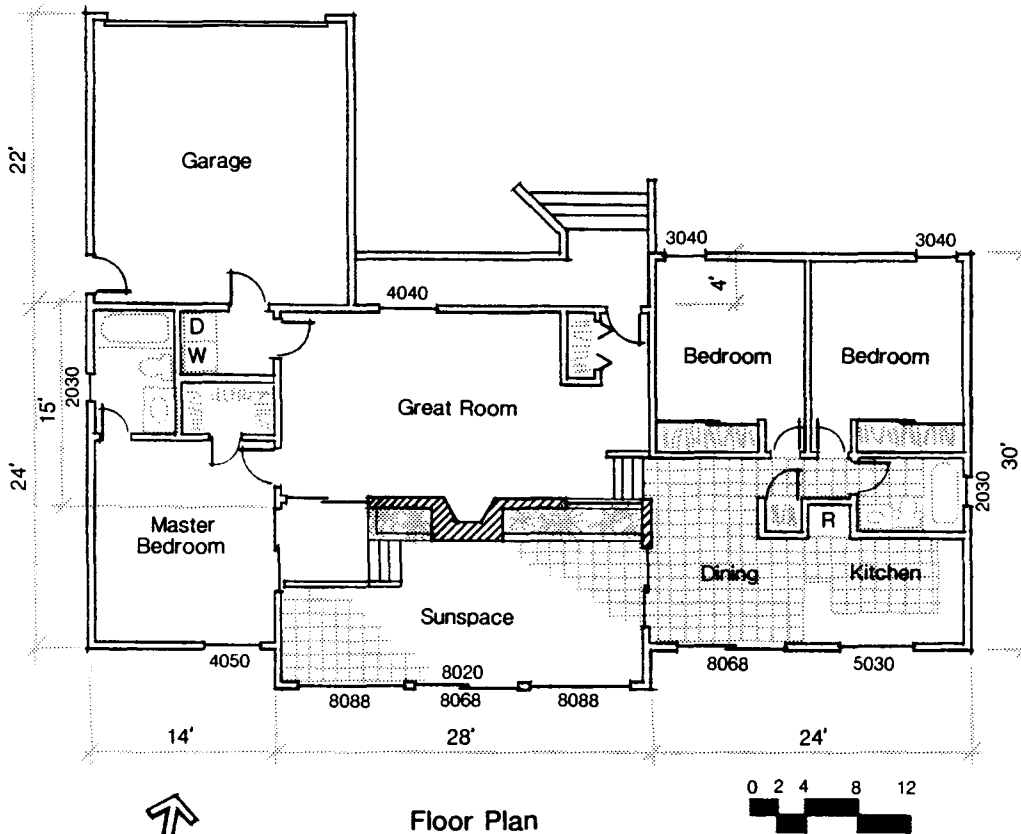 22'
Garage
3040
3040
4'
4040
D
W
Bedroom
Bedroom
2030
15'
Great Room
24'
30'
2030
Master
Bedroom
R
Dining
Kitchen
Sunspace
4050
8020
8068
5030
8088
8068
8088
14'
28'
24'
0 2 4 8 12
Floor Plan